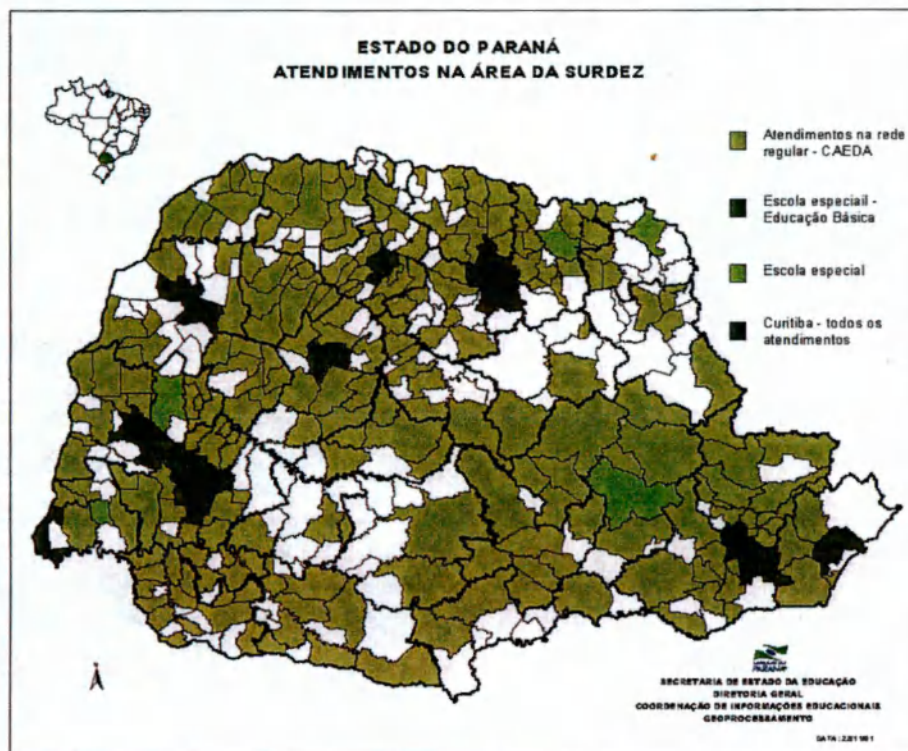 ESTADO DO PARANÁ
ATENDIMENTOS NA ÁREA DA SURDEZ
Atendimentos na rede
regular - CAEDA
Escola especiail -
Educação Básica
Escola especial
Curitiba - todos os
atendimentos
PARANÁ
SECRETARIA DE ESTADO DA EDUCAÇÃO
DIRETORIA GERAL
COORDENAÇÃO DE INFORMAÇÕES EDUCACIONAIS
GEOPROCESSAMENTO